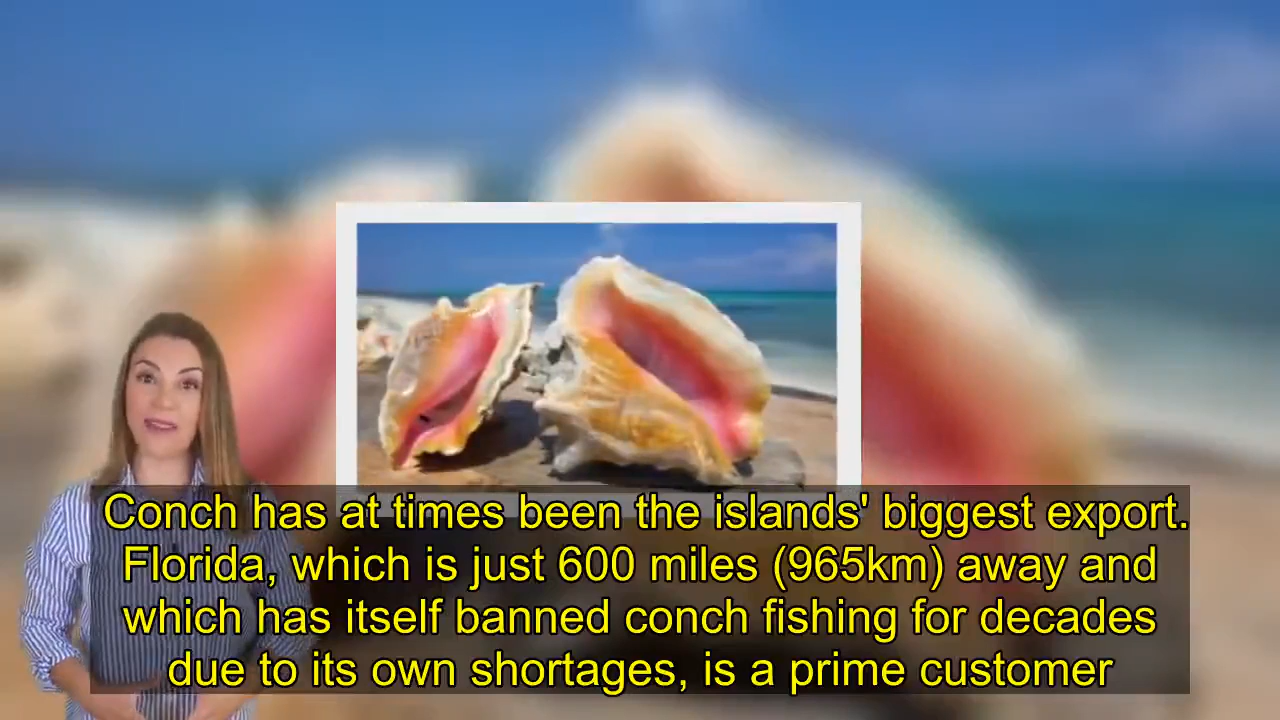 Conch has at times been the islands' biggest export.
Florida, which is just 600 miles (965km) away and
which has itself banned conch fishing for decades
due to its own shortages, is a prime customer